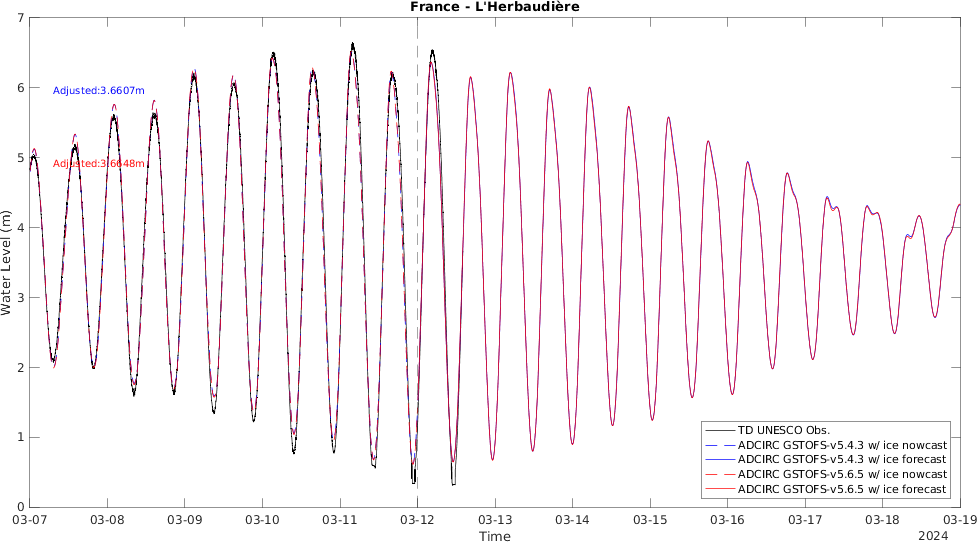 France - L'Herbaudière
7
6
5
4
3
2
1
0
Water Level (m)
Adjusted:3.6607m
Adjusted:3.6648m
TD UNESCO Obs.
ADCIRC GSTOFS-v5.4.3 w/ ice nowcast
ADCIRC GSTOFS-v5.4.3 w/ ice forecast
ADCIRC GSTOFS-v5.6.5 w/ ice nowcast
ADCIRC GSTOFS-v5.6.5 w/ ice forecast
03-07 03-08 03-09 03-10 03-11 03-12 03-13 03-14 03-15 03-16 03-17 03-18 03-19
Time
2024